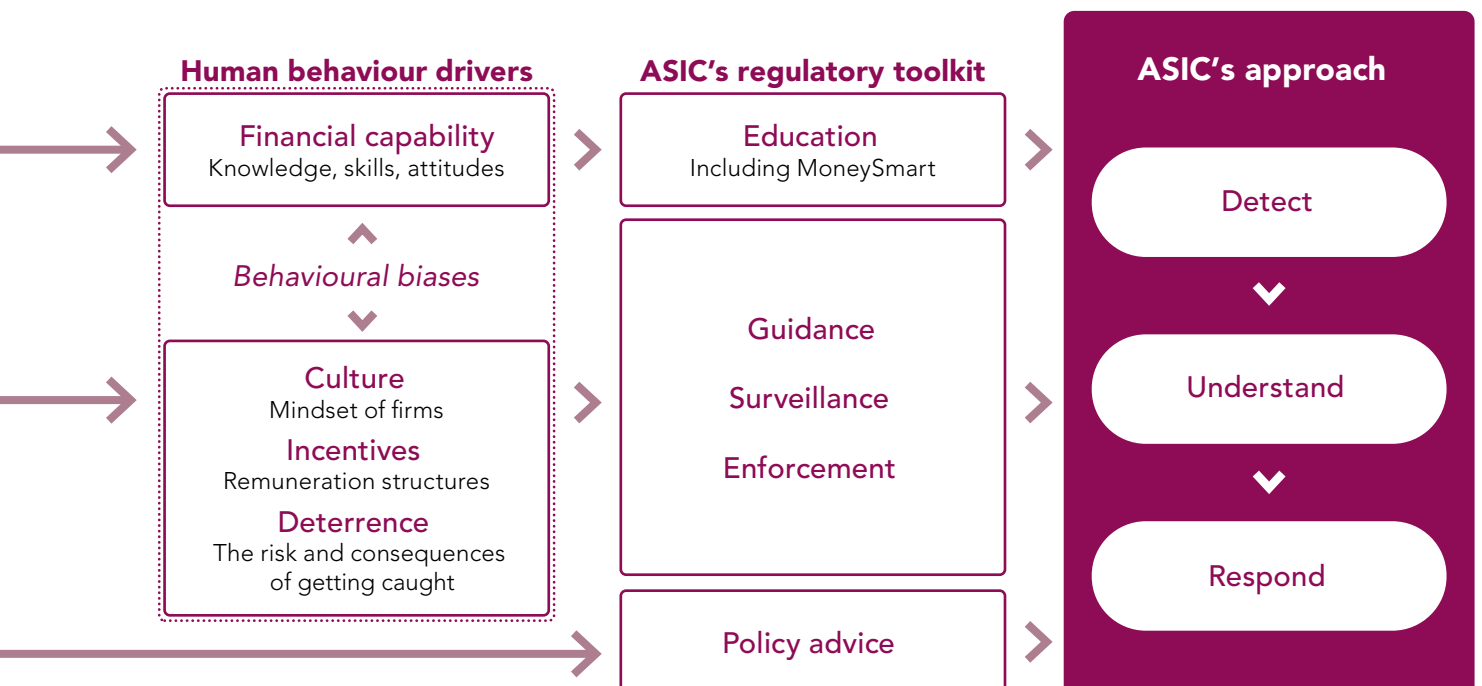 Human behaviour drivers
Financial capability
Knowledge, skills, attitudes
Behavioural biases
Culture
Mindset of firms
Incentives
Remuneration structures
Deterrence
The risk and consequences
of getting caught
ASIC’s regulatory toolkit
Education
Including MoneySmart
Guidance
Surveillance
Enforcement
Policy advice
ASIC’s approach
Detect
Understand
Respond